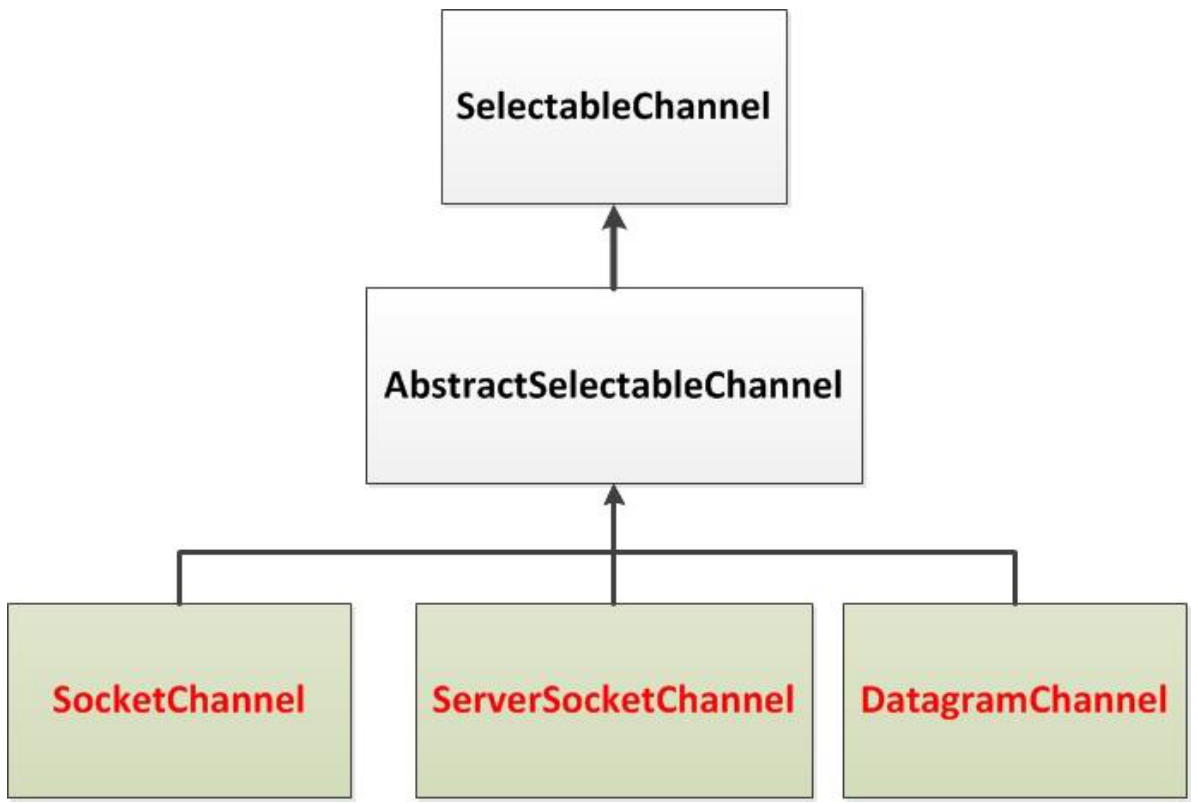 SelectableChannel
AbstractSelectableChannel
SocketChannel
ServerSocketChannel
DatagramChannel